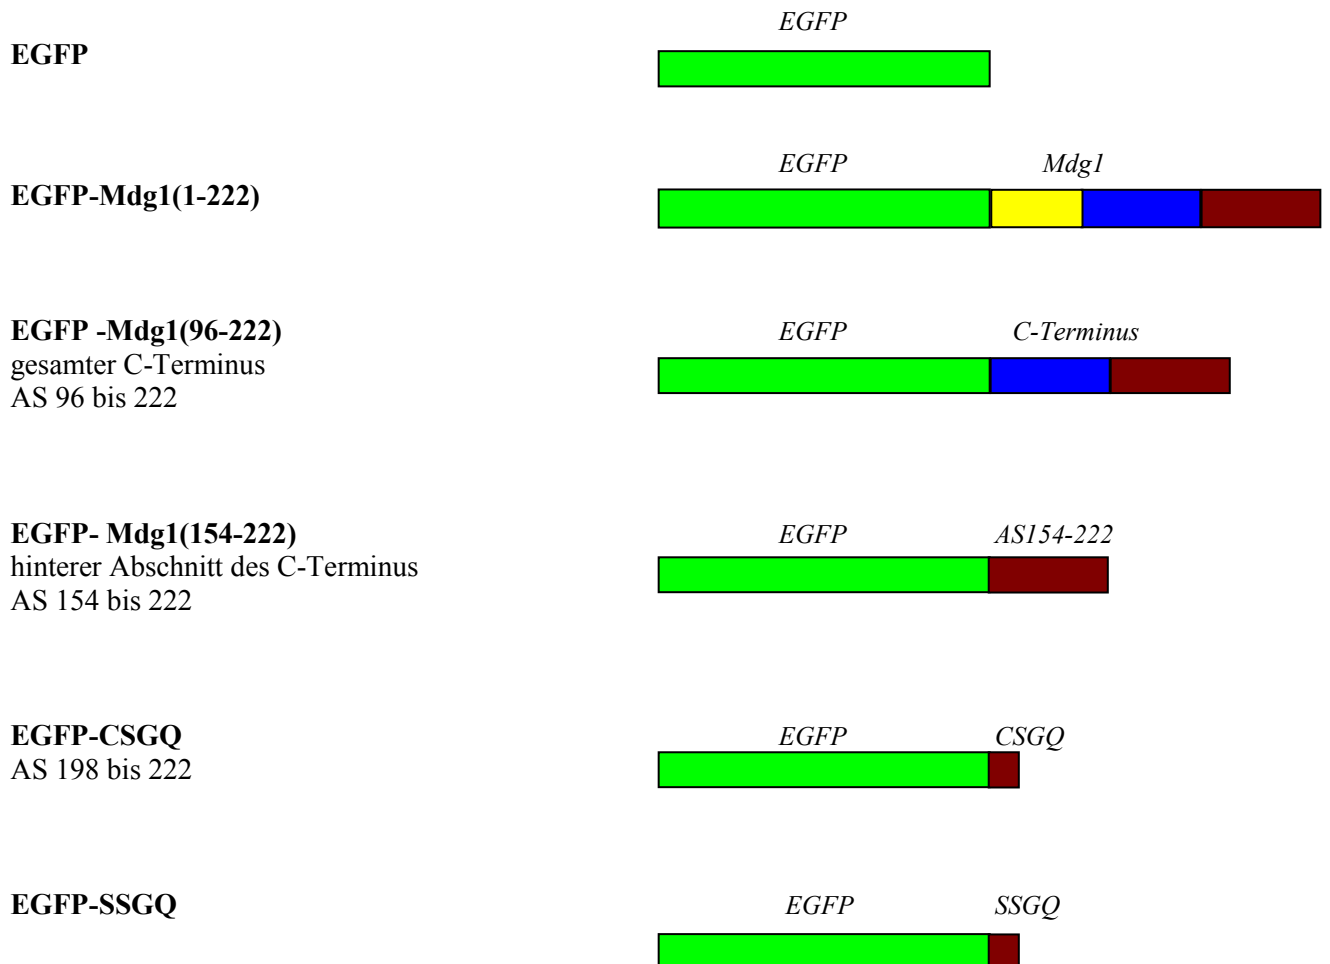 EGFP
EGFP
EGFP Mdg1
EGFP-Mdg1(1-222)
EGFP -Mdg1(96-222) EGFP C-Terminus
gesamter C-Terminus
AS 96 bis 222
EGFP- Mdg1(154-222) EGFP AS154-222
hinterer Abschnitt des C-Terminus
AS 154 bis 222
EGFP-CSGQ EGFP CSGQ
AS 198 bis 222
EGFP-SSGQ EGFP SSGQ